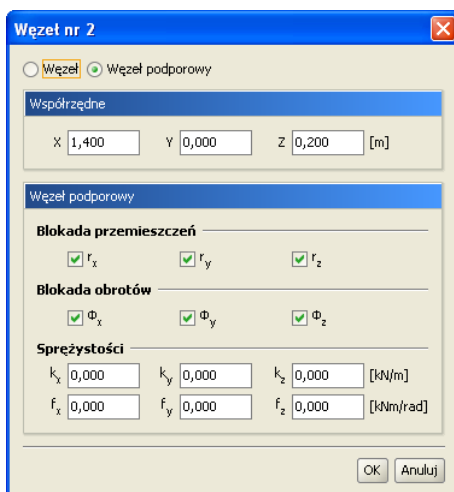 Węzeł nr 2
Węzeł Węzeł podporowy
Współrzędne
X 1,400 Y 0,000 Z 0,200 [m]
Węzeł podporowy
Blokada przemieszczeń
rx ry rz
Blokada obrotów
Φx Φy Φz
Sprężystości
kx 0,000 ky 0,000 kz 0,000 [kN/m]
fx 0,000 fy 0,000 fz 0,000 [kNm/rad]
OK Anuluj